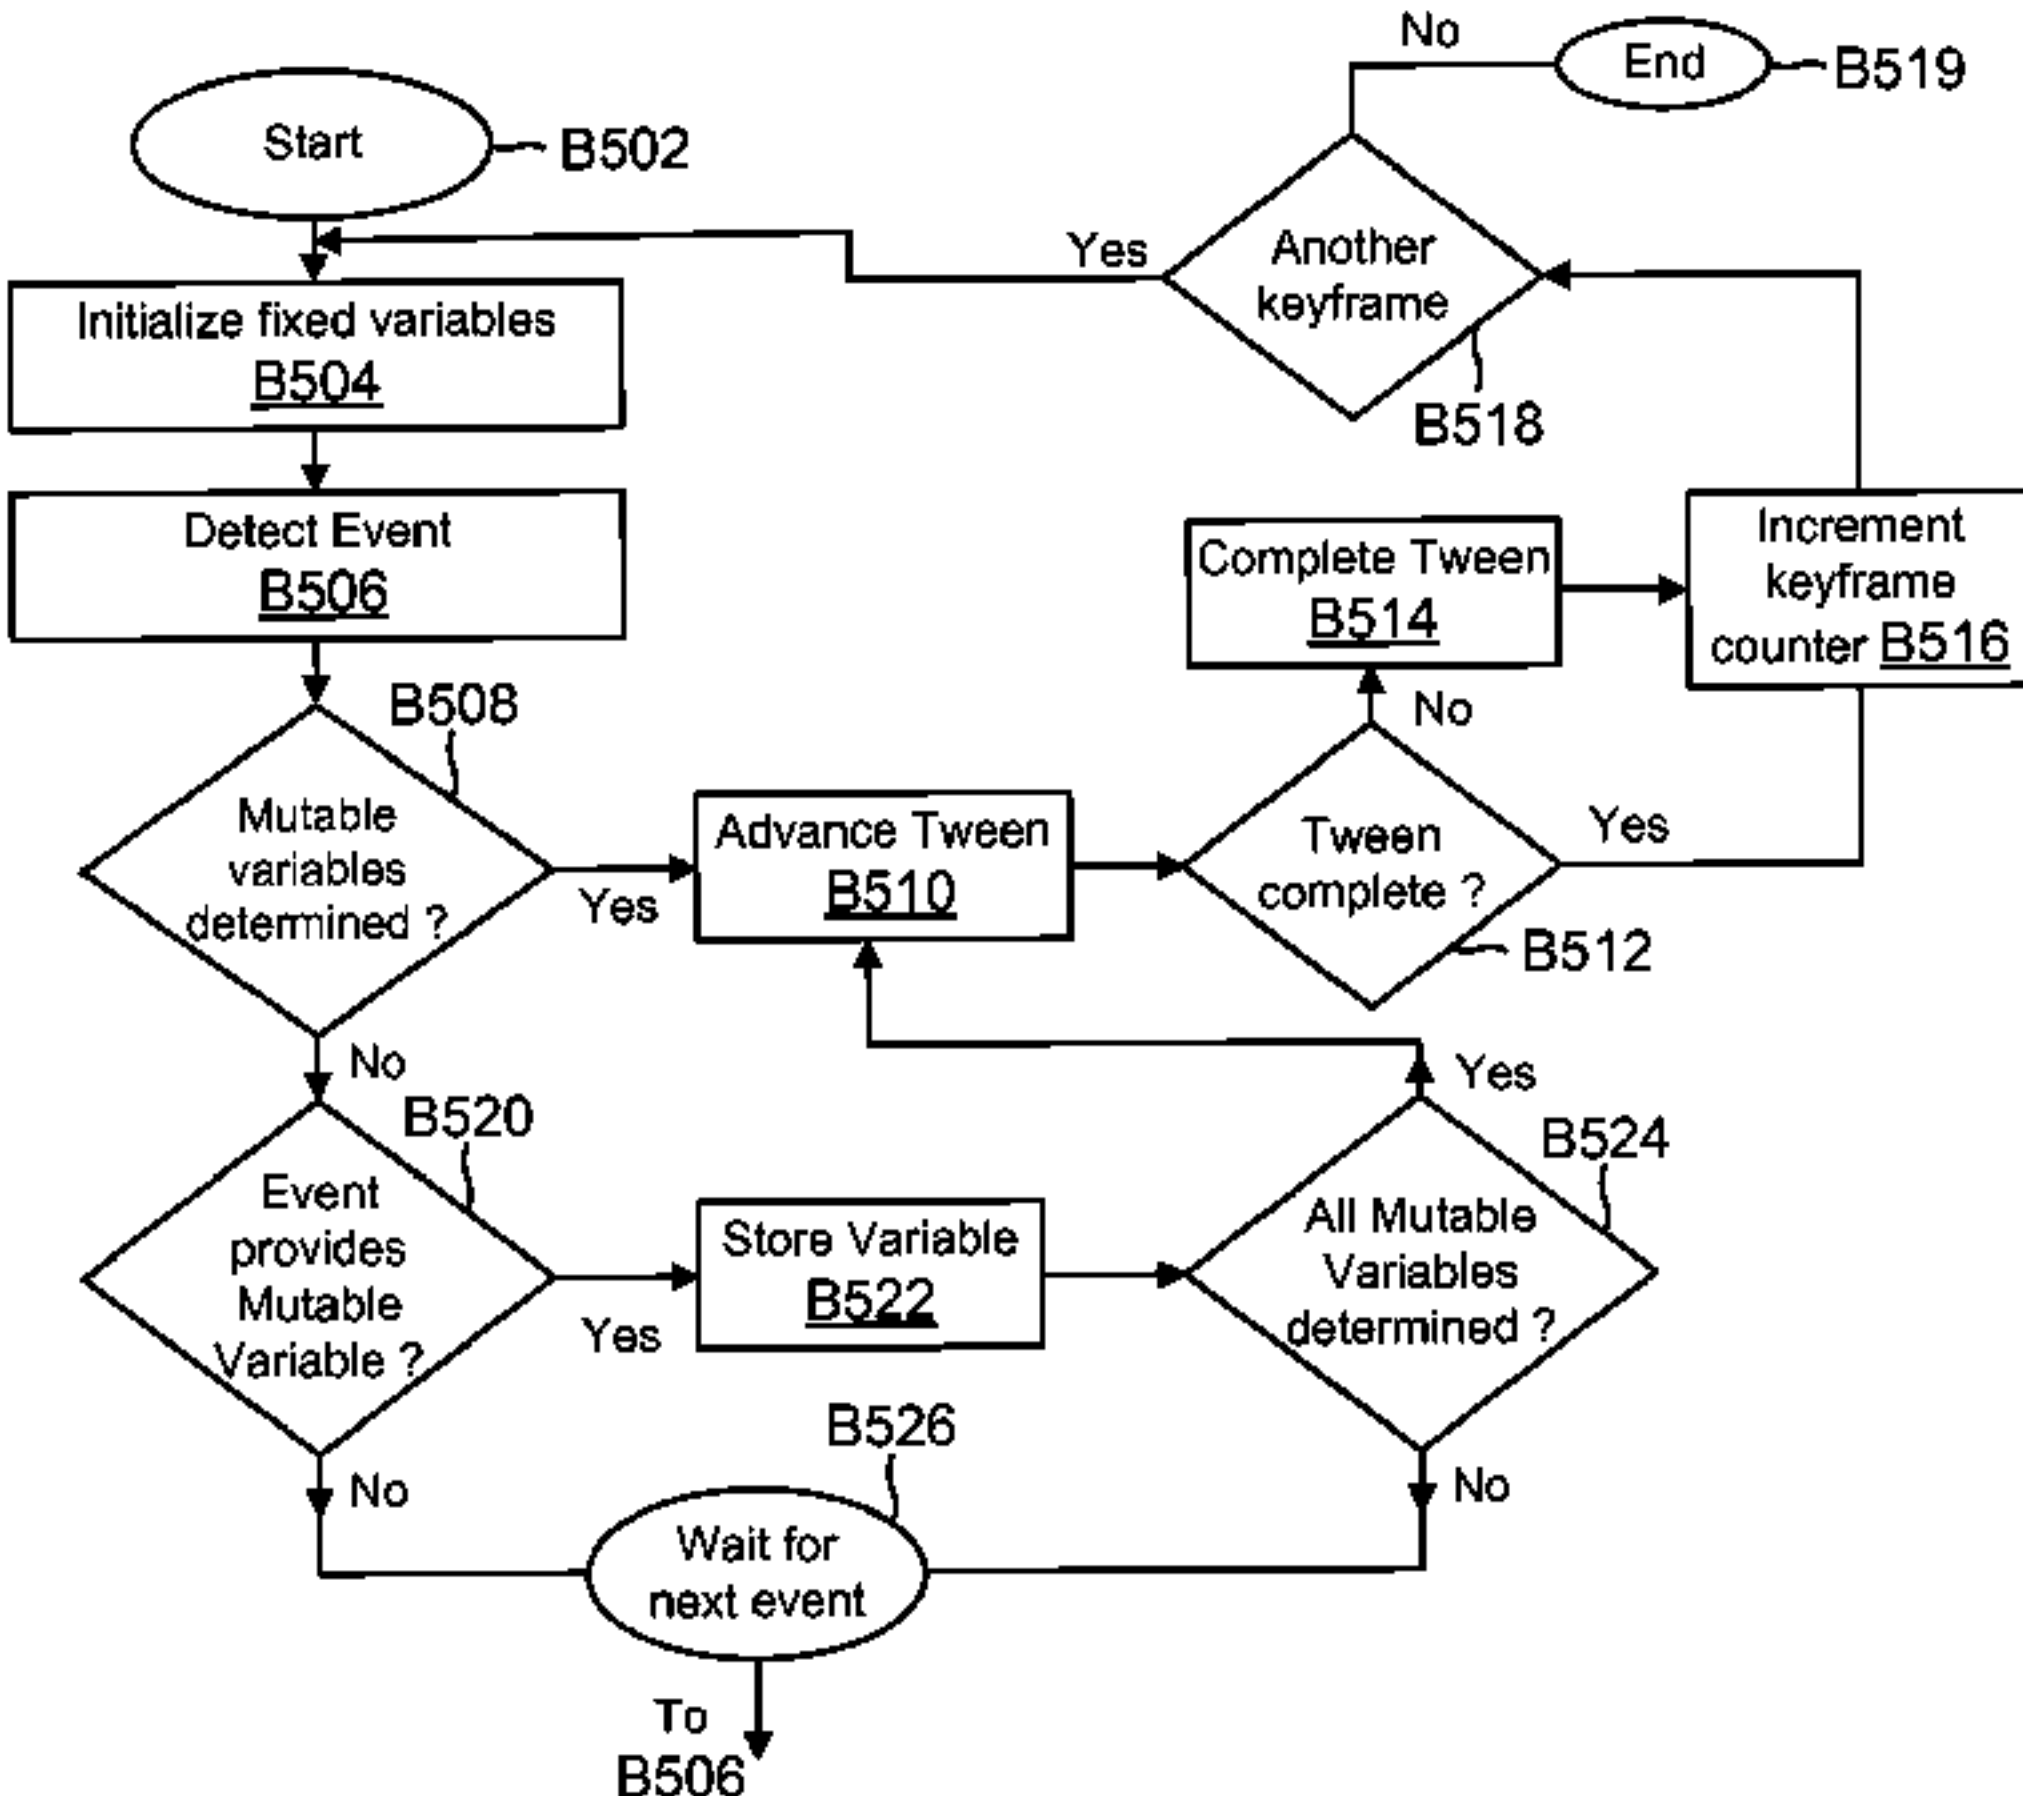 No
End
B519
Start
B502
Yes
Another
keyframe
B518
Initialize fixed variables
B504
Detect Event
B506
Complete Tween
B514
Increment
keyframe
counter B516
No
B508
Mutable
variables
determined ?
Yes
Advance Tween
B510
Tween
complete ?
Yes
B512
No
Yes
B520
B524
Event
provides
Mutable
Variable ?
Yes
Store Variable
B522
All Mutable
Variables
determined ?
B526
No
No
Wait for
next event
To
B506